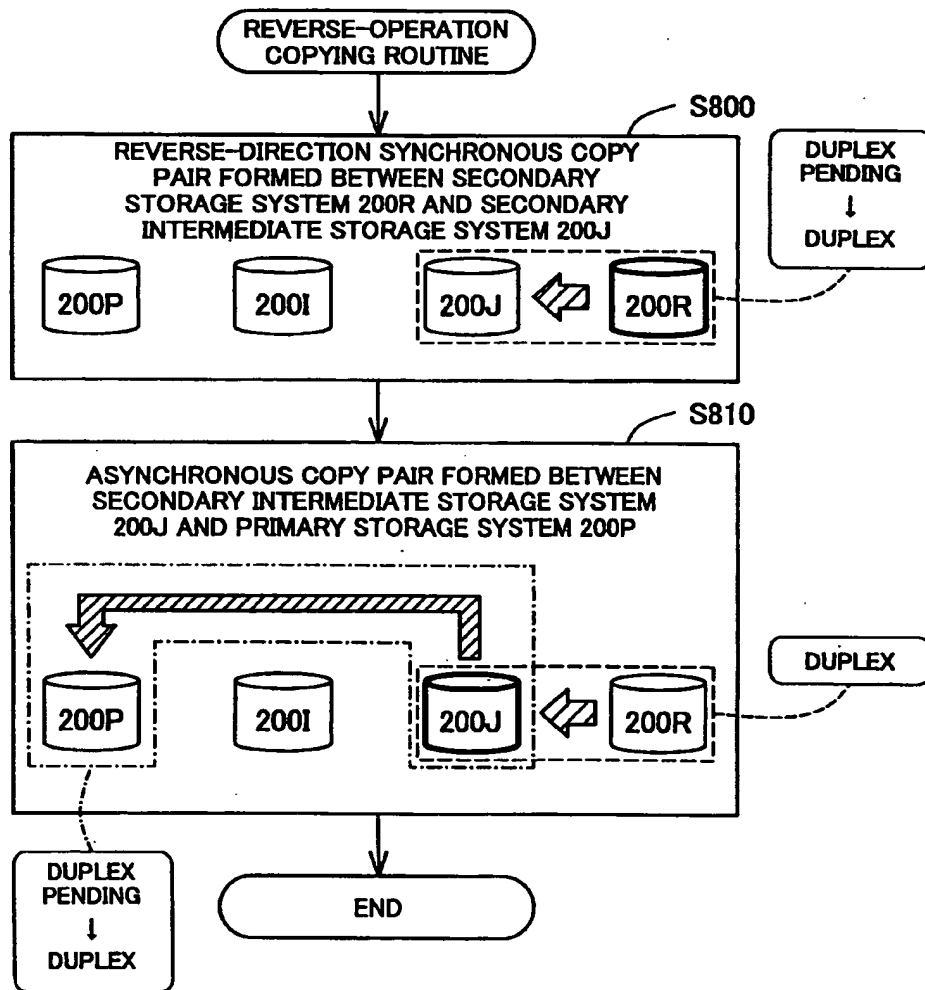 REVERSE-OPERATION
COPYING ROUTINE
S800
REVERSE-DIRECTION SYNCHRONOUS COPY
PAIR FORMED BETWEEN SECONDARY
STORAGE SYSTEM 200R AND SECONDARY
INTERMEDIATE STORAGE SYSTEM 200J
DUPLEX
PENDING
↓
DUPLEX
200P
200I
200J
200R
S810
ASYNCHRONOUS COPY PAIR FORMED BETWEEN
SECONDARY INTERMEDIATE STORAGE SYSTEM
200J AND PRIMARY STORAGE SYSTEM 200P
DUPLEX
200P
200I
200J
200R
DUPLEX
PENDING
↓
DUPLEX
END